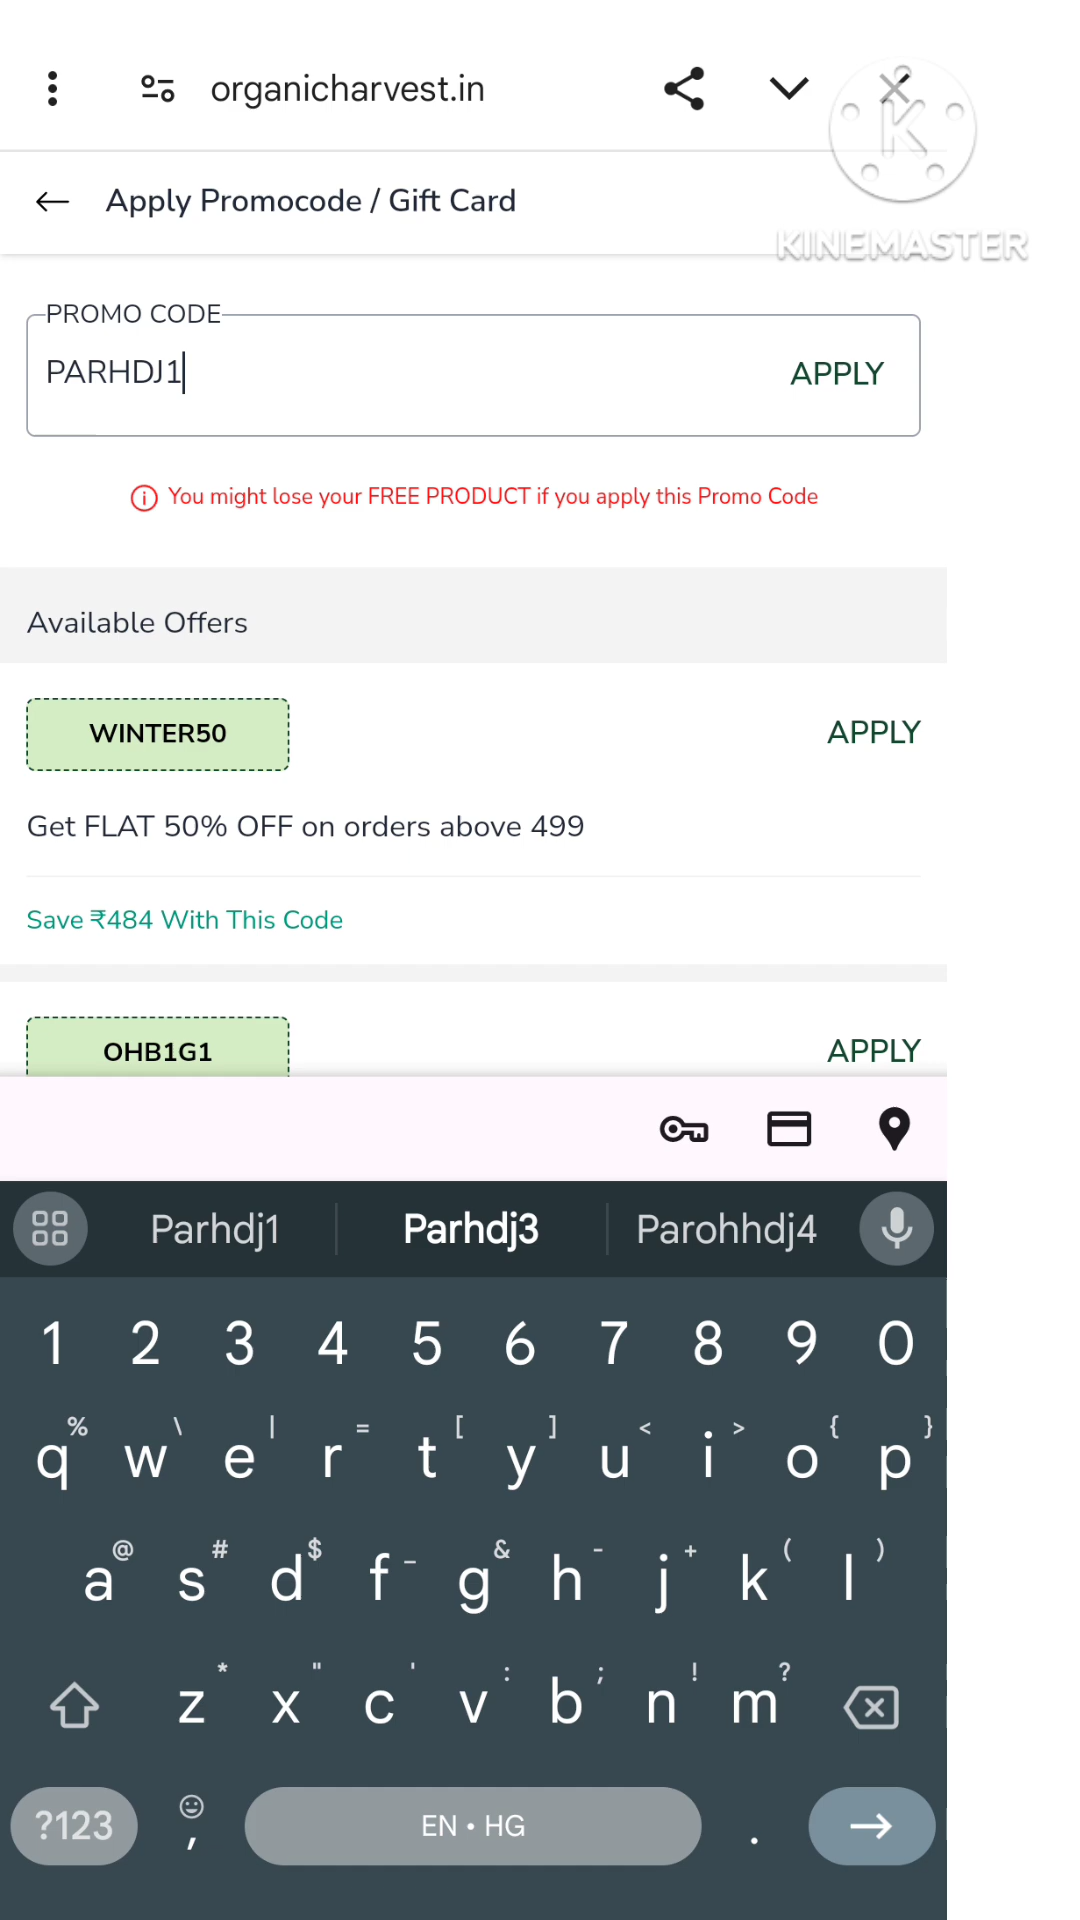 organicharvest.in
KINEMASTER
Apply Promocode / Gift Card
PROMO CODE
PARHDJ1
APPLY
You might lose your FREE PRODUCT if you apply this Promo Code
Available Offers
WINTER50
APPLY
Get FLAT 50% OFF on orders above 499
Save ₹484 With This Code
OHB1G1
APPLY
Parhdj1 Parhdj3 Parohhdj4
1 2 3 4 5 6 7 8 9 0
% \ | = [ ] < > { }
q w e r t y u i o p
@ # $ _ & - + ( )
a s d f g h j k l
* " ' : ; ! ?
z x c v b n m
?123 , EN • HG .